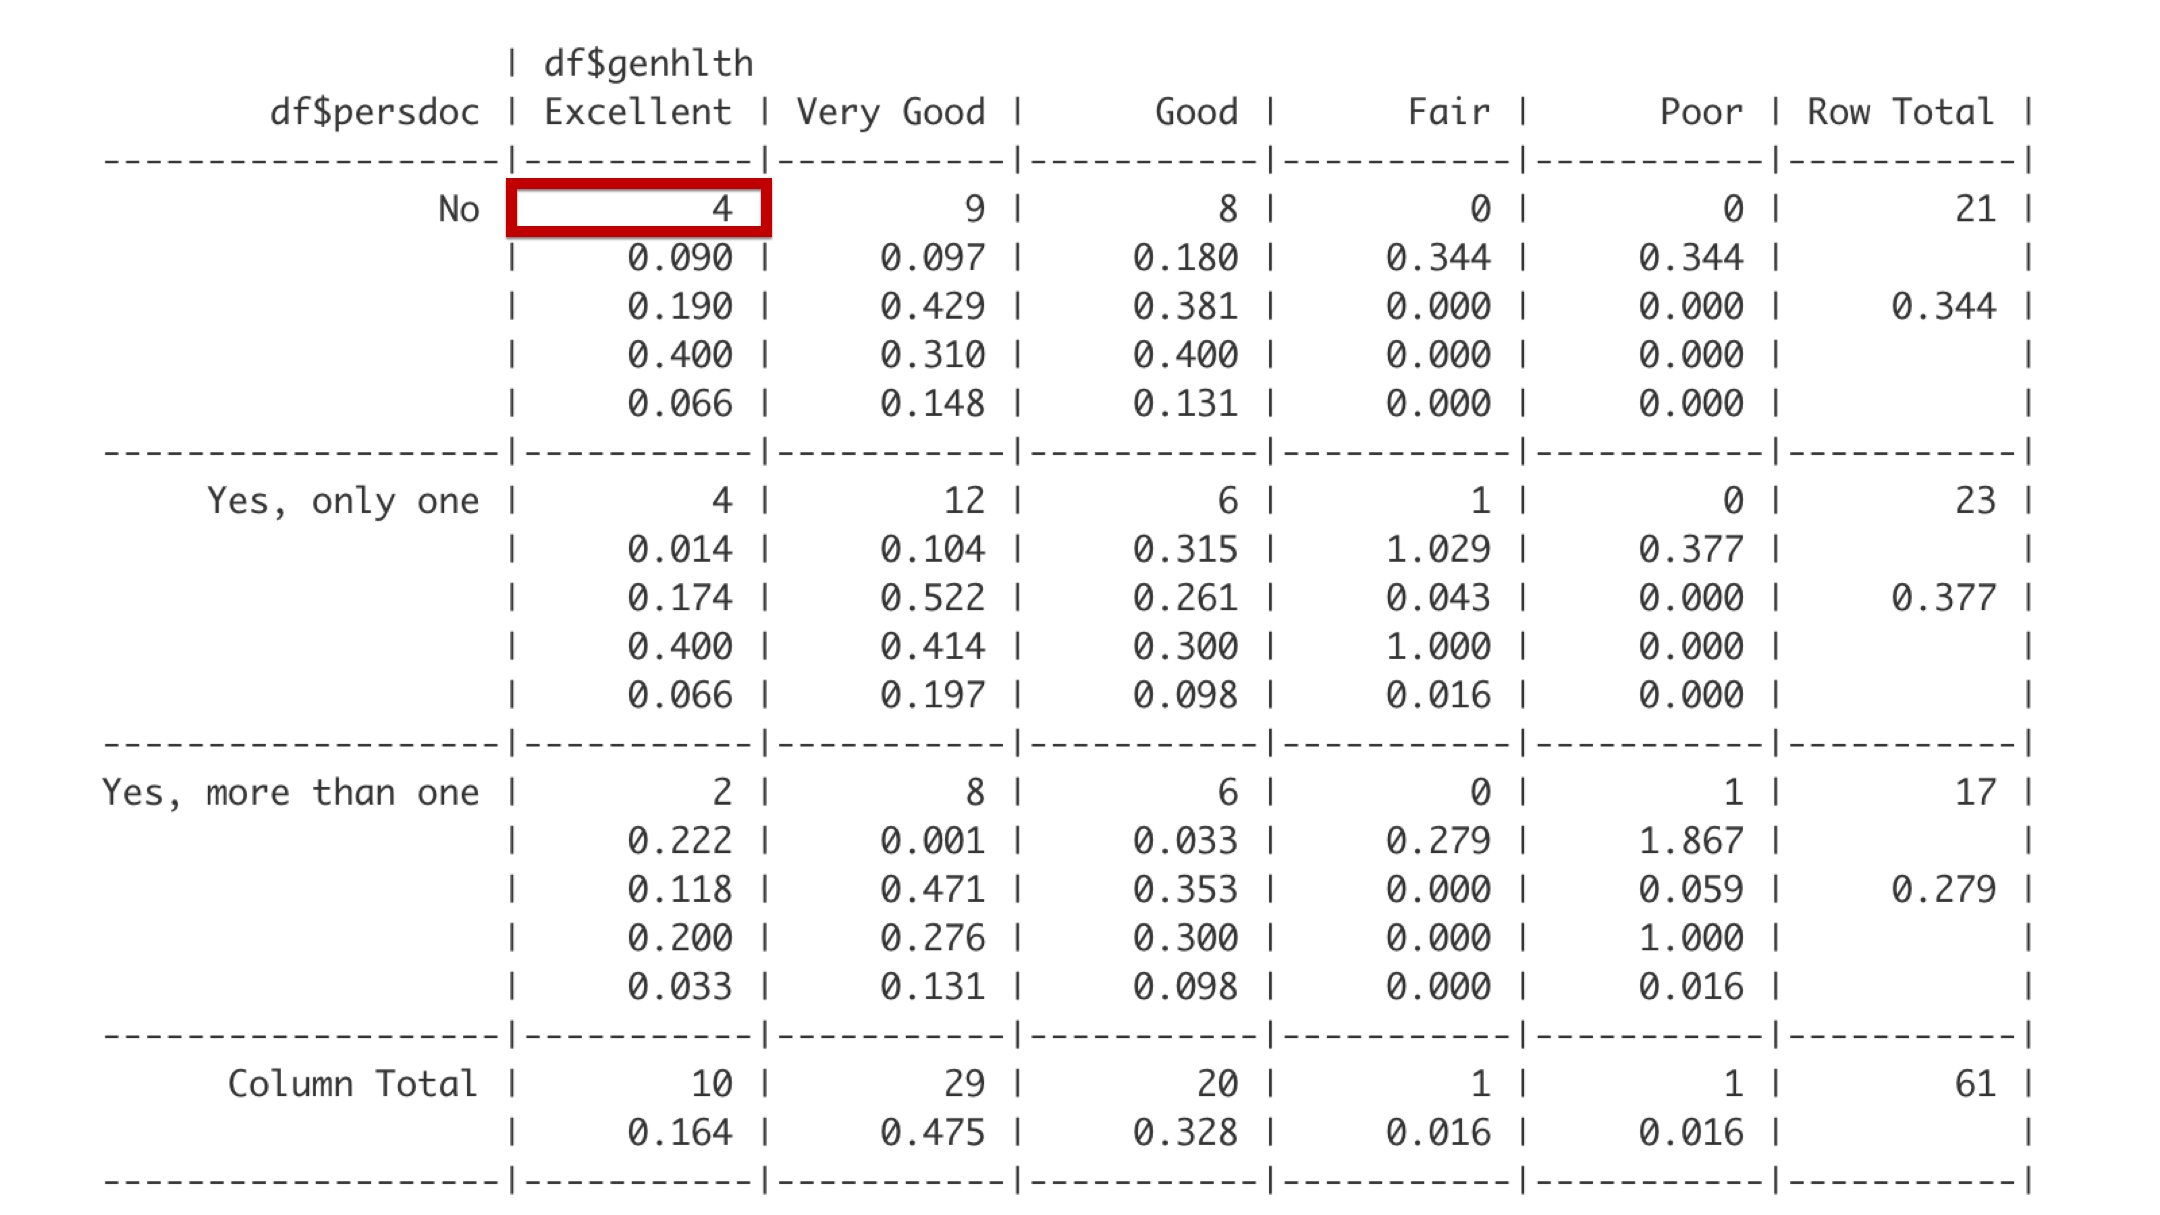 | df$genhlth
df$persdoc | Excellent | Very Good | Good | Fair | Poor | Row Total |
-------------------|-----------|-----------|-----------|-----------|-----------|-----------|
No 4 9 | 8 | 0 | 0 | 21 |
| 0.090 | 0.097 | 0.180 | 0.344 | 0.344 | |
| 0.190 | 0.429 | 0.381 | 0.000 | 0.000 | 0.344 |
| 0.400 | 0.310 | 0.400 | 0.000 | 0.000 | |
| 0.066 | 0.148 | 0.131 | 0.000 | 0.000 | |
-------------------|-----------|-----------|-----------|-----------|-----------|-----------|
Yes, only one | 4 | 12 | 6 | 1 | 0 | 23 |
| 0.014 | 0.104 | 0.315 | 1.029 | 0.377 | |
| 0.174 | 0.522 | 0.261 | 0.043 | 0.000 | 0.377 |
| 0.400 | 0.414 | 0.300 | 1.000 | 0.000 | |
| 0.066 | 0.197 | 0.098 | 0.016 | 0.000 | |
-------------------|-----------|-----------|-----------|-----------|-----------|-----------|
Yes, more than one | 2 | 8 | 6 | 0 | 1 | 17 |
| 0.222 | 0.001 | 0.033 | 0.279 | 1.867 | |
| 0.118 | 0.471 | 0.353 | 0.000 | 0.059 | 0.279 |
| 0.200 | 0.276 | 0.300 | 0.000 | 1.000 | |
| 0.033 | 0.131 | 0.098 | 0.000 | 0.016 | |
-------------------|-----------|-----------|-----------|-----------|-----------|-----------|
Column Total | 10 | 29 | 20 | 1 | 1 | 61 |
| 0.164 | 0.475 | 0.328 | 0.016 | 0.016 | |
-------------------|-----------|-----------|-----------|-----------|-----------|-----------|